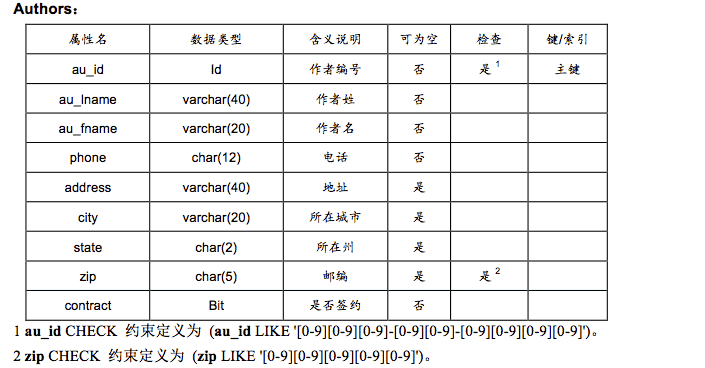 Authors：
属性名 数据类型 含义说明 可为空 检查 键/索引
au_id Id 作者编号 否 是 1 主键
au_lname varchar(40) 作者姓 否
au_fname varchar(20) 作者名 否
phone char(12) 电话 否
address varchar(40) 地址 是
city varchar(20) 所在城市 是
state char(2) 所在州 是
zip char(5) 邮编 是 是 2
contract Bit 是否签约 否
1 au_id CHECK 约束定义为 (au_id LIKE '[0-9][0-9][0-9]-[0-9][0-9]-[0-9][0-9][0-9][0-9]')。
2 zip CHECK 约束定义为 (zip LIKE '[0-9][0-9][0-9][0-9][0-9]')。